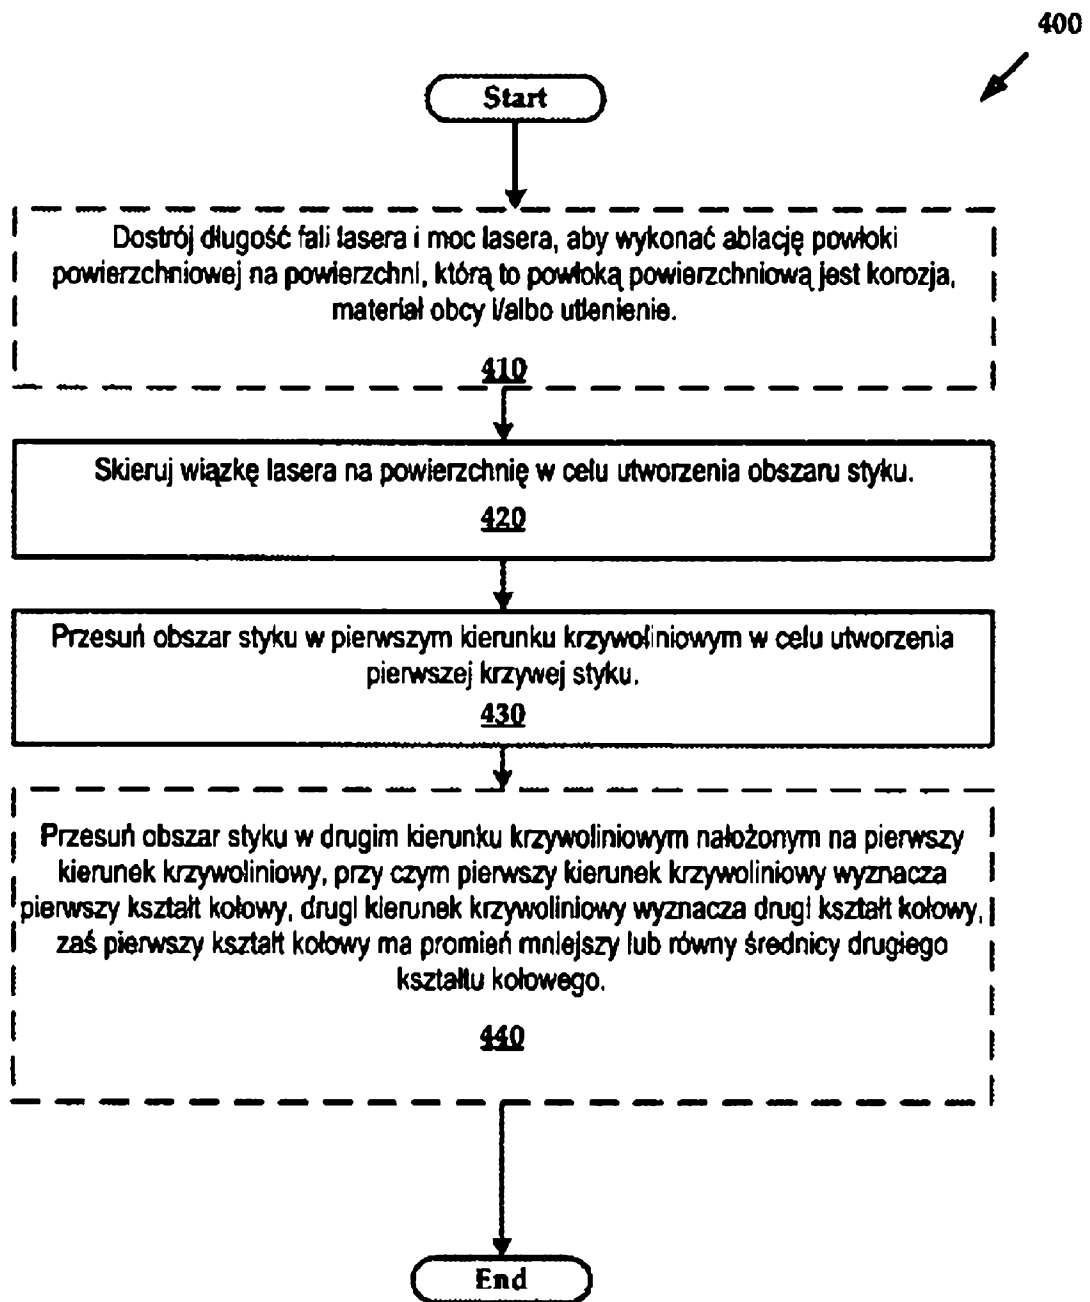 400
Start
Dostrój długość fali lasera i moc lasera, aby wykonać ablację powłoki
powierzchniowej na powierzchni, którą to powłoką powierzchniową jest korozja,
materiał obcy i/albo utlenienie.
410
Skieruj wiązkę lasera na powierzchnię w celu utworzenia obszaru styku.
420
Przesuń obszar styku w pierwszym kierunku krzywoliniowym w celu utworzenia
pierwszej krzywej styku.
430
Przesuń obszar styku w drugim kierunku krzywoliniowym nałożonym na pierwszy
kierunek krzywoliniowy, przy czym pierwszy kierunek krzywoliniowy wyznacza
pierwszy kształt kołowy, drugi kierunek krzywoliniowy wyznacza drugi kształt kołowy,
zaś pierwszy kształt kołowy ma promień mniejszy lub równy średnicy drugiego
kształtu kołowego.
440
End